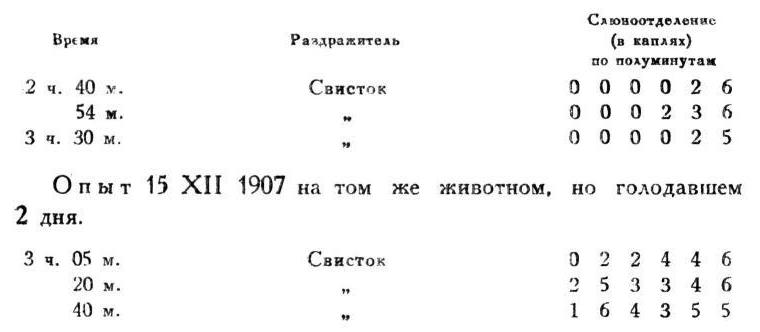 Слюноотделение
Время Раздражитель (в каплях)
по полуминутам
2 ч. 40 м. Свисток 0 0 0 0 2 6
54 м. „ 0 0 0 2 3 6
3 ч. 30 м. „ 0 0 0 0 2 5
Опыт 15 XII 1907 на том же животном, но голодавшем
2 дня.
3 ч. 05 м. Свисток 0 2 2 4 4 6
20 м. „ 2 5 3 3 4 6
40 м. „ 1 6 4 3 5 5